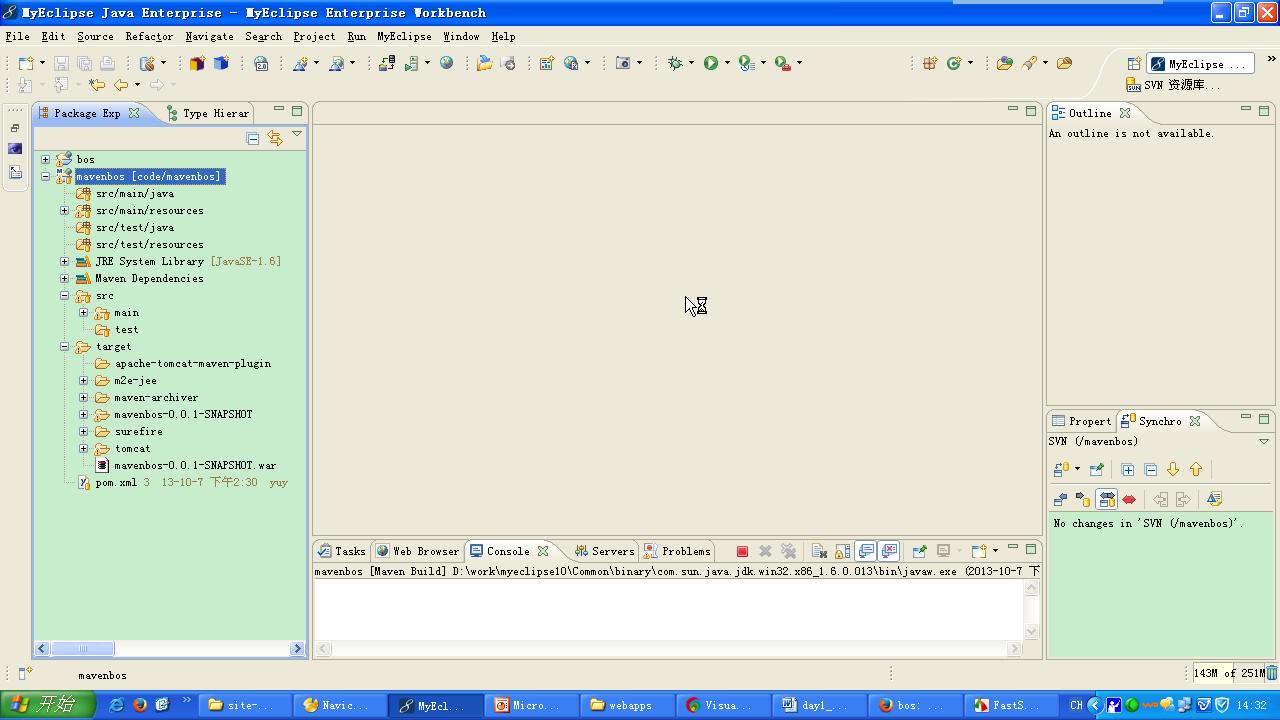 MyEclipse Java Enterprise - MyEclipse Enterprise Workbench
File Edit Source Refactor Navigate Search Project Run MyEclipse Window Help
MyEclipse ...
SVN 资源库...
Package Exp
Type Hierar
bos
mavenbos [code/mavenbos]
src/main/java
src/main/resources
src/test/java
src/test/resources
JRE System Library [JavaSE-1.6]
Maven Dependencies
src
main
test
target
apache-tomcat-maven-plugin
m2e-jee
maven-archiver
mavenbos-0.0.1-SNAPSHOT
surefire
tomcat
mavenbos-0.0.1-SNAPSHOT.war
pom.xml 3 13-10-7 下午2:30 yuy
Outline
An outline is not available.
Propert
Synchro
SVN (/mavenbos)
No changes in 'SVN (/mavenbos)'.
Tasks Web Browser Console Servers Problems
mavenbos [Maven Build] D:\work\myeclipse10\Common\binary\com.sun.java.jdk.win32.x86_1.6.0.013\bin\javaw.exe (2013-10-7 下
mavenbos
143M of 251M
开始
site-...
Navic...
MyEcl...
Micro...
webapps
Visua...
day1_...
bos: ...
FastS...
CH
14:32